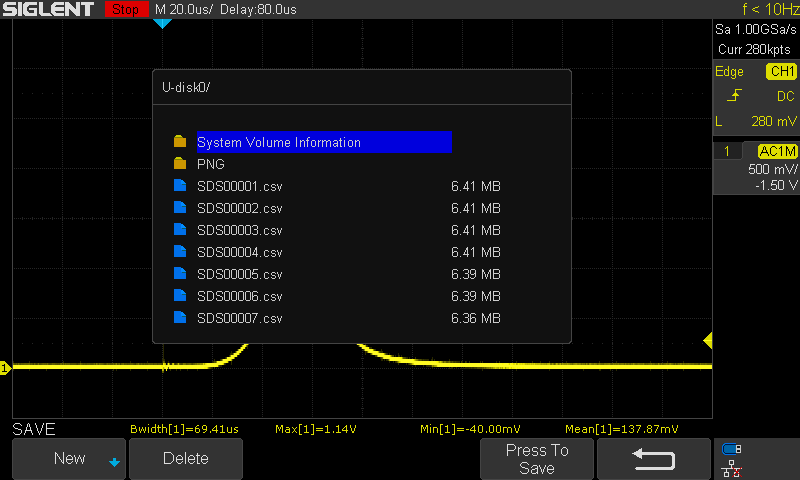 SIGLENT Stop M 20.0us/ Delay:80.0us f < 10Hz
Sa 1.00GSa/s
Curr 280kpts
Edge CH1
DC
L 280 mV
1 AC1M
500 mV/
-1.50 V
U-disk0/
System Volume Information
PNG
SDS00001.csv 6.41 MB
SDS00002.csv 6.41 MB
SDS00003.csv 6.41 MB
SDS00004.csv 6.41 MB
SDS00005.csv 6.39 MB
SDS00006.csv 6.39 MB
SDS00007.csv 6.36 MB
1
SAVE Bwidth[1]=69.41us Max[1]=1.14V Min[1]=-40.00mV Mean[1]=137.87mV
New Delete Press To
Save